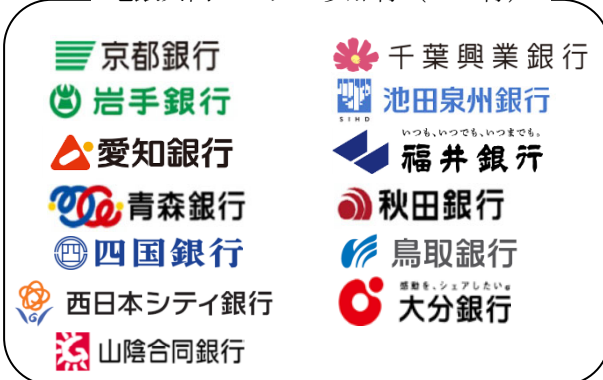 京都銀行
千葉興業銀行
岩手銀行
SIHD
池田泉州銀行
愛知銀行
いつも、いつでも、いつまでも。
福井銀行
青森銀行
秋田銀行
四国銀行
鳥取銀行
西日本シティ銀行
感動を、シェアしたい。
大分銀行
山陰合同銀行